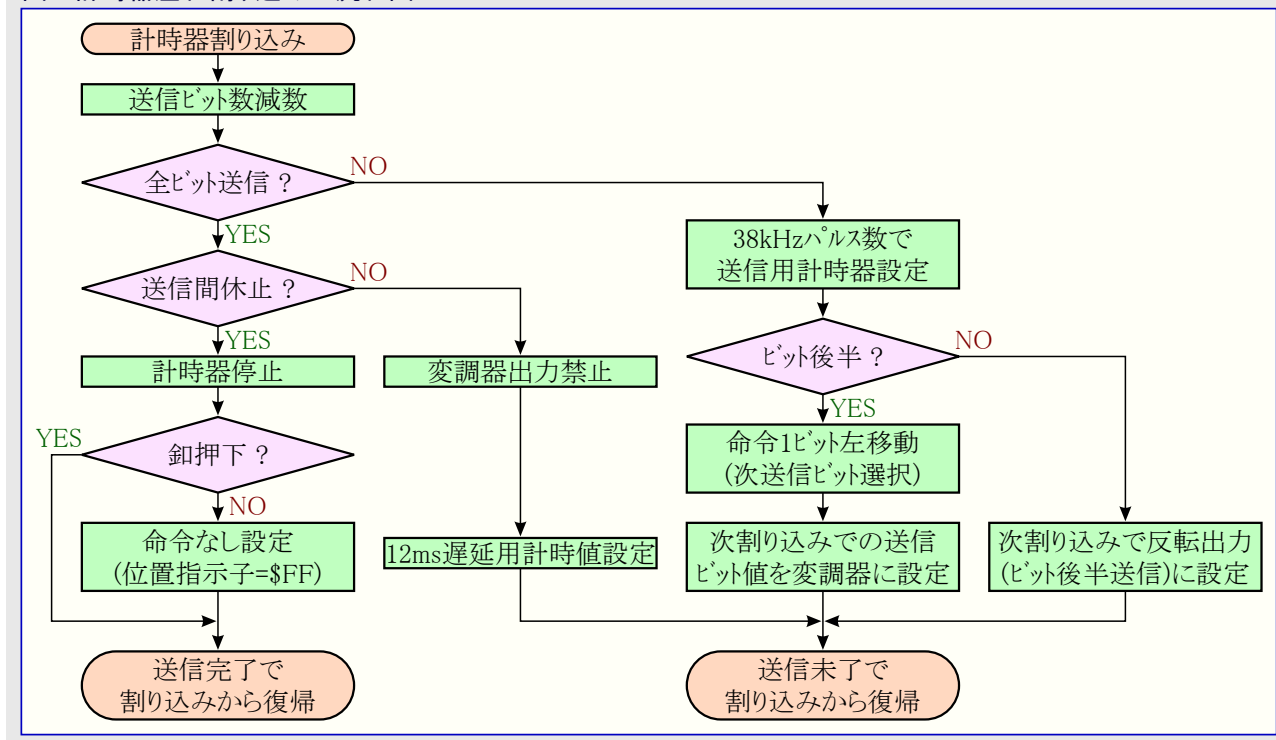 計時器割り込み
送信ﾋﾞｯﾄ数減数
全ﾋﾞｯﾄ送信 ?
NO
YES
送信間休止 ?
NO
YES
計時器停止
釦押下 ?
YES
NO
命令なし設定
(位置指示子=$FF)
送信完了で
割り込みから復帰
変調器出力禁止
12ms遅延用計時値設定
38kHzﾊﾟﾙｽ数で
送信用計時器設定
ﾋﾞｯﾄ後半 ?
NO
YES
命令1ﾋﾞｯﾄ左移動
(次送信ﾋﾞｯﾄ選択)
次割り込みでの送信
ﾋﾞｯﾄ値を変調器に設定
次割り込みで反転出力
(ﾋﾞｯﾄ後半送信)に設定
送信未了で
割り込みから復帰